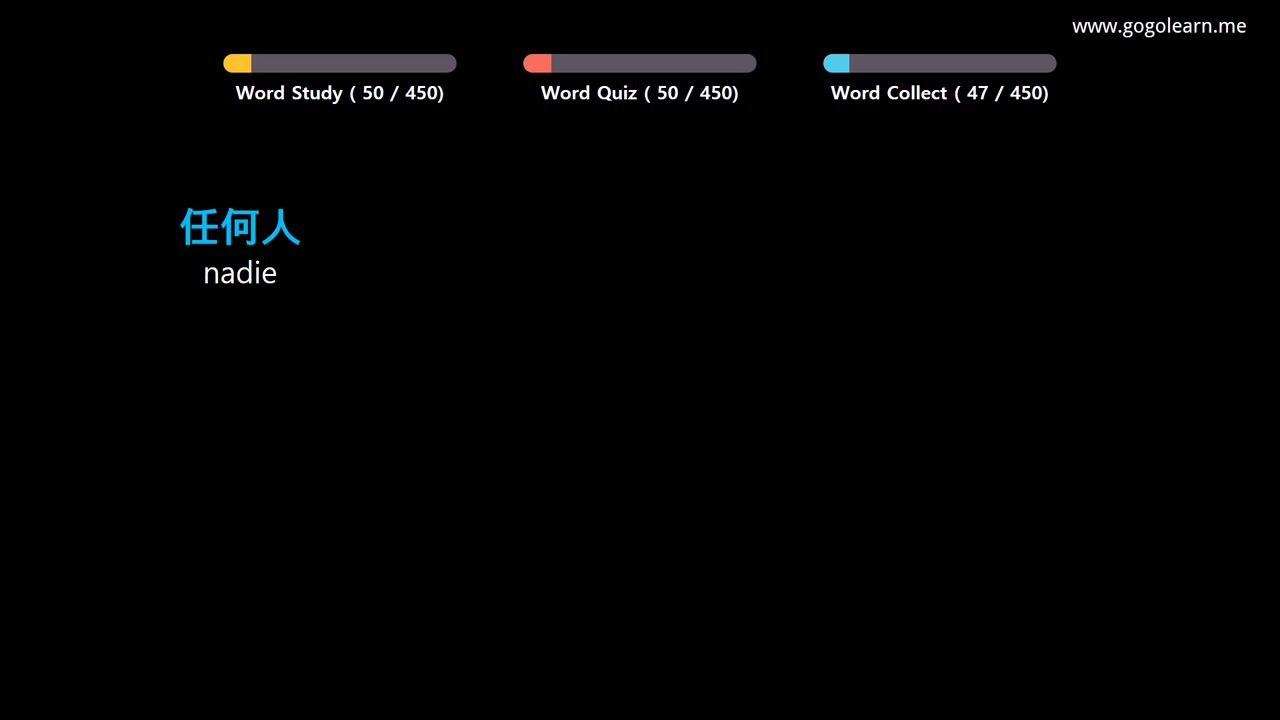 www.gogolearn.me
Word Study ( 50 / 450)
Word Quiz ( 50 / 450)
Word Collect ( 47 / 450)
任何人
nadie